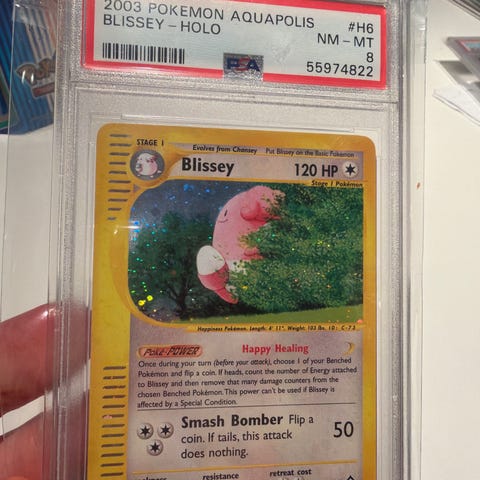 2003 POKEMON AQUAPOLIS #H6
BLISSEY - HOLO NM - MT
8
PSA 55974822
STAGE 1 Evolves from Chansey Put Blissey on the Basic Pokémon
Blissey 120 HP
Stage 1 Pokémon
Happiness Pokémon. Length: 4' 11", Weight: 103 lbs. ID: C-73
Poké-POWER Happy Healing
Once during your turn (before your attack), choose 1 of your Benched
Pokémon and flip a coin. If heads, count the number of Energy attached
to Blissey and then remove that many damage counters from the
chosen Benched Pokémon. This power can't be used if Blissey is
affected by a Special Condition.
Smash Bomber Flip a
coin. If tails, this attack 50
does nothing.
resistance retreat cost